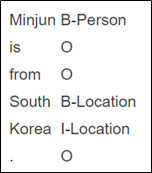 Minjun B-Person
is O
from O
South B-Location
Korea I-Location
. O